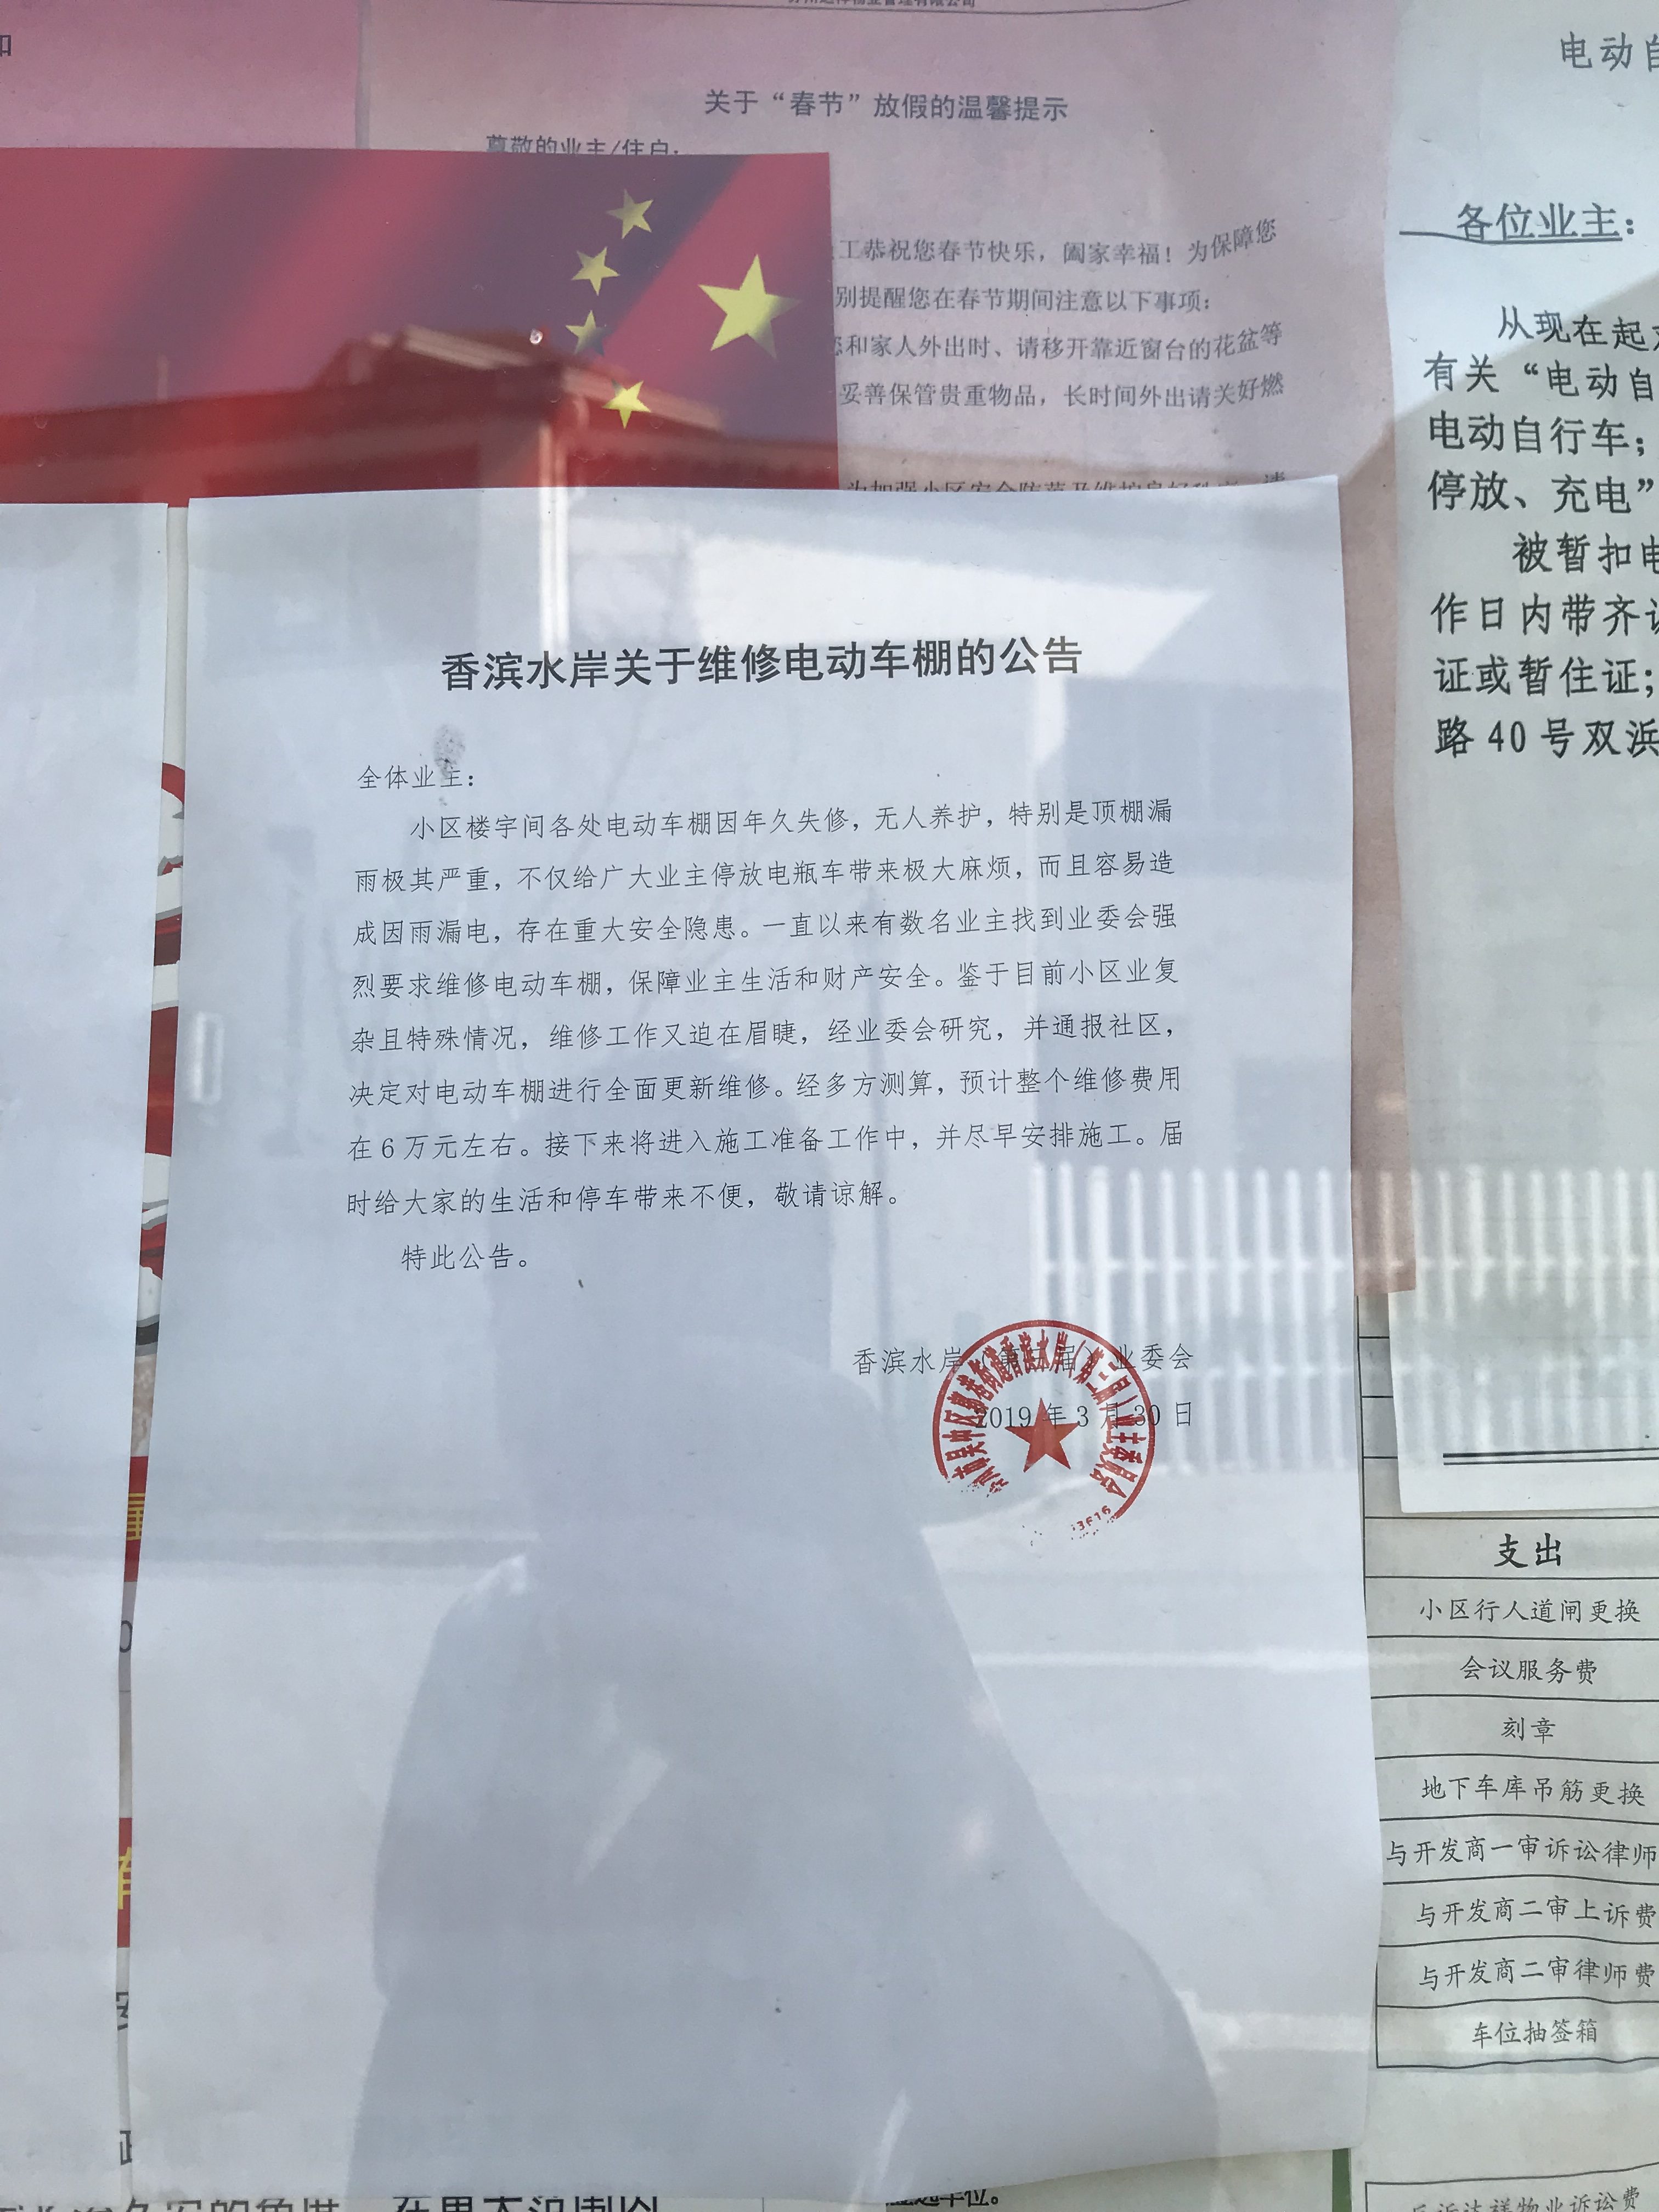 关于“春节”放假的温馨提示
尊敬的业主/住户:
工恭祝您春节快乐，阖家幸福！为保障您
别提醒您在春节期间注意以下事项：
和家人外出时、请移开靠近窗台的花盆等
妥善保管贵重物品，长时间外出请关好燃
香滨水岸关于维修电动车棚的公告
全体业主：
小区楼宇间各处电动车棚因年久失修，无人养护，特别是顶棚漏
雨极其严重，不仅给广大业主停放电瓶车带来极大麻烦，而且容易造
成因雨漏电，存在重大安全隐患。一直以来有数名业主找到业委会强
烈要求维修电动车棚，保障业主生活和财产安全。鉴于目前小区业复
杂且特殊情况，维修工作又迫在眉睫，经业委会研究，并通报社区，
决定对电动车棚进行全面更新维修。经多方测算，预计整个维修费用
在6万元左右。接下来将进入施工准备工作中，并尽早安排施工。届
时给大家的生活和停车带来不便，敬请谅解。
特此公告。
香滨水岸（第三届）业委会
2019年3月30日
电动自
各位业主：
从现在起
有关“电动自
电动自行车；
停放、充电”
被暂扣电
作日内带齐
证或暂住证；
路40号双浜
支出
小区行人道闸更换
会议服务费
刻章
地下车库吊筋更换
与开发商一审诉讼律师
与开发商二审上诉费
与开发商二审律师费
车位抽签箱